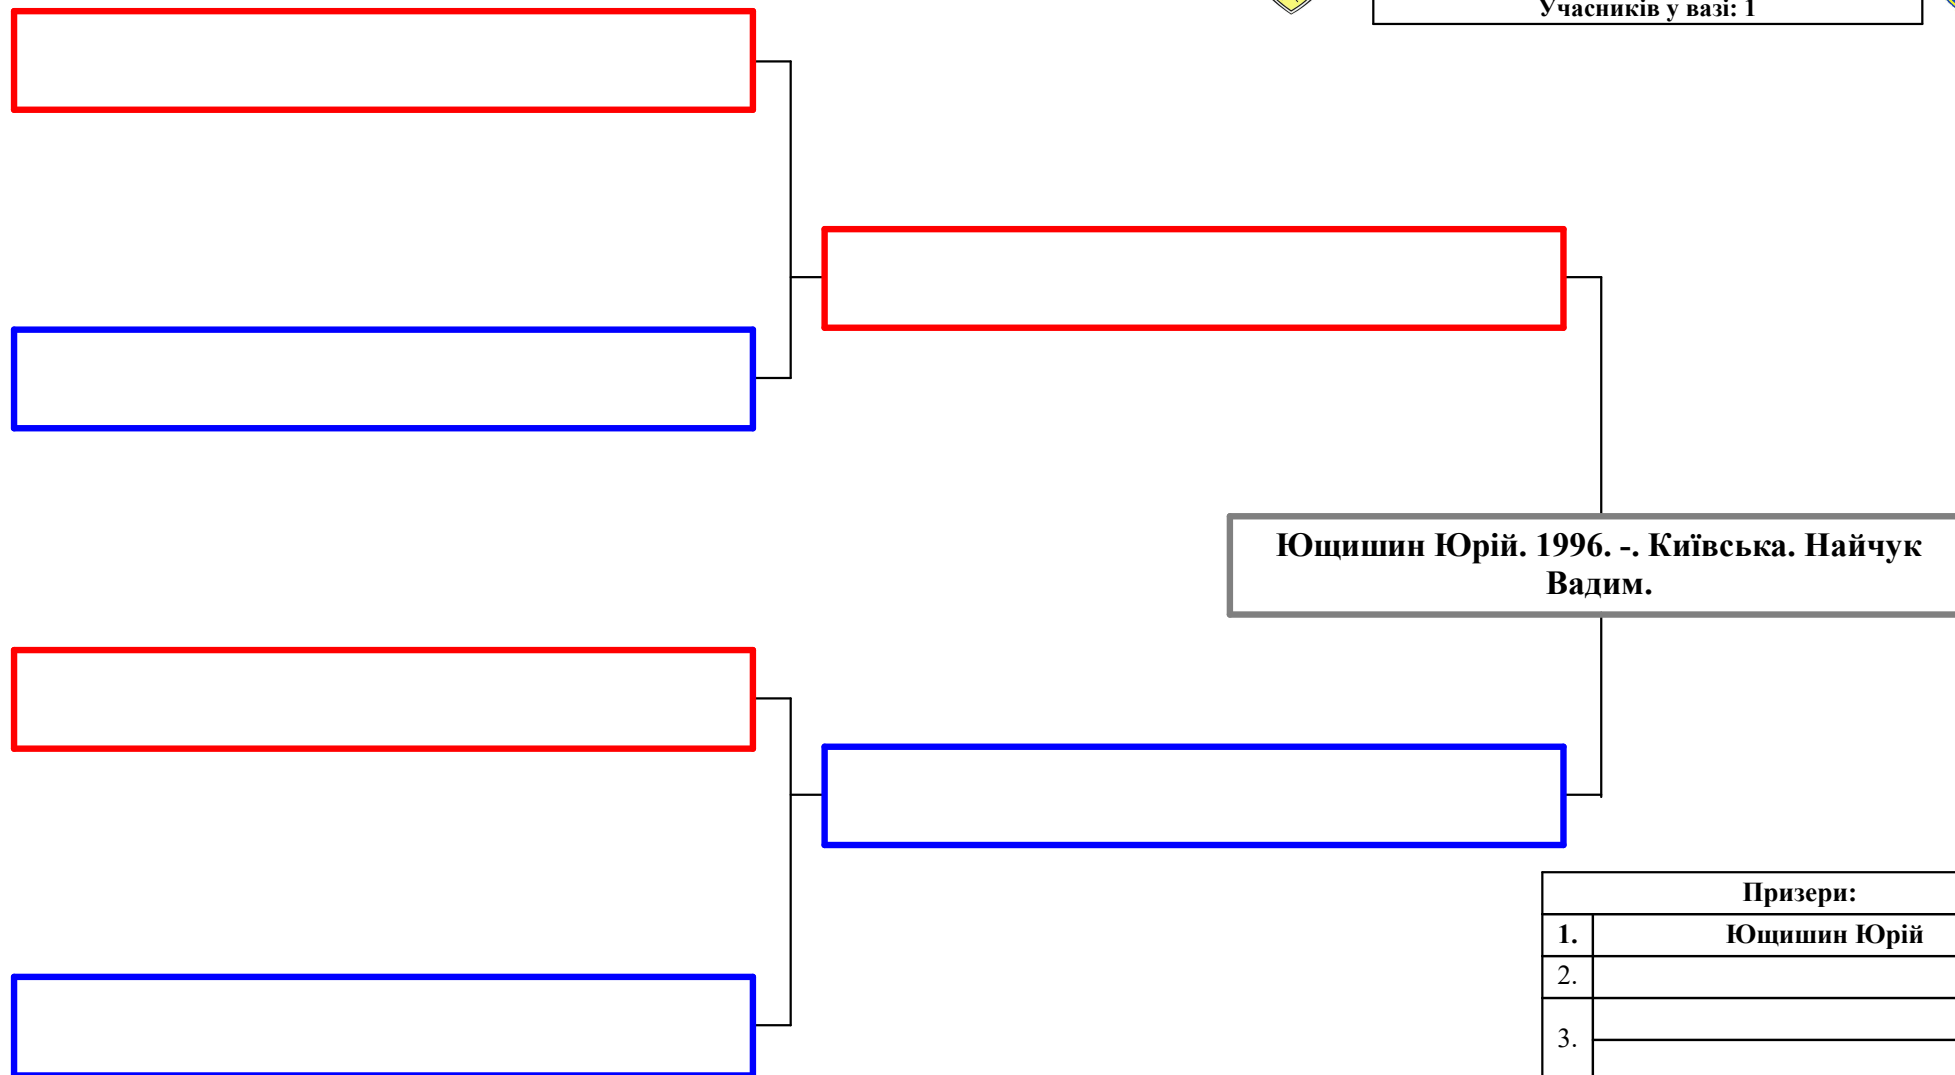 Учасників у вазі: 1
Ющишин Юрій. 1996. -. Київська. Найчук
Вадим.
Призери:
1. Ющишин Юрій
2.
3.